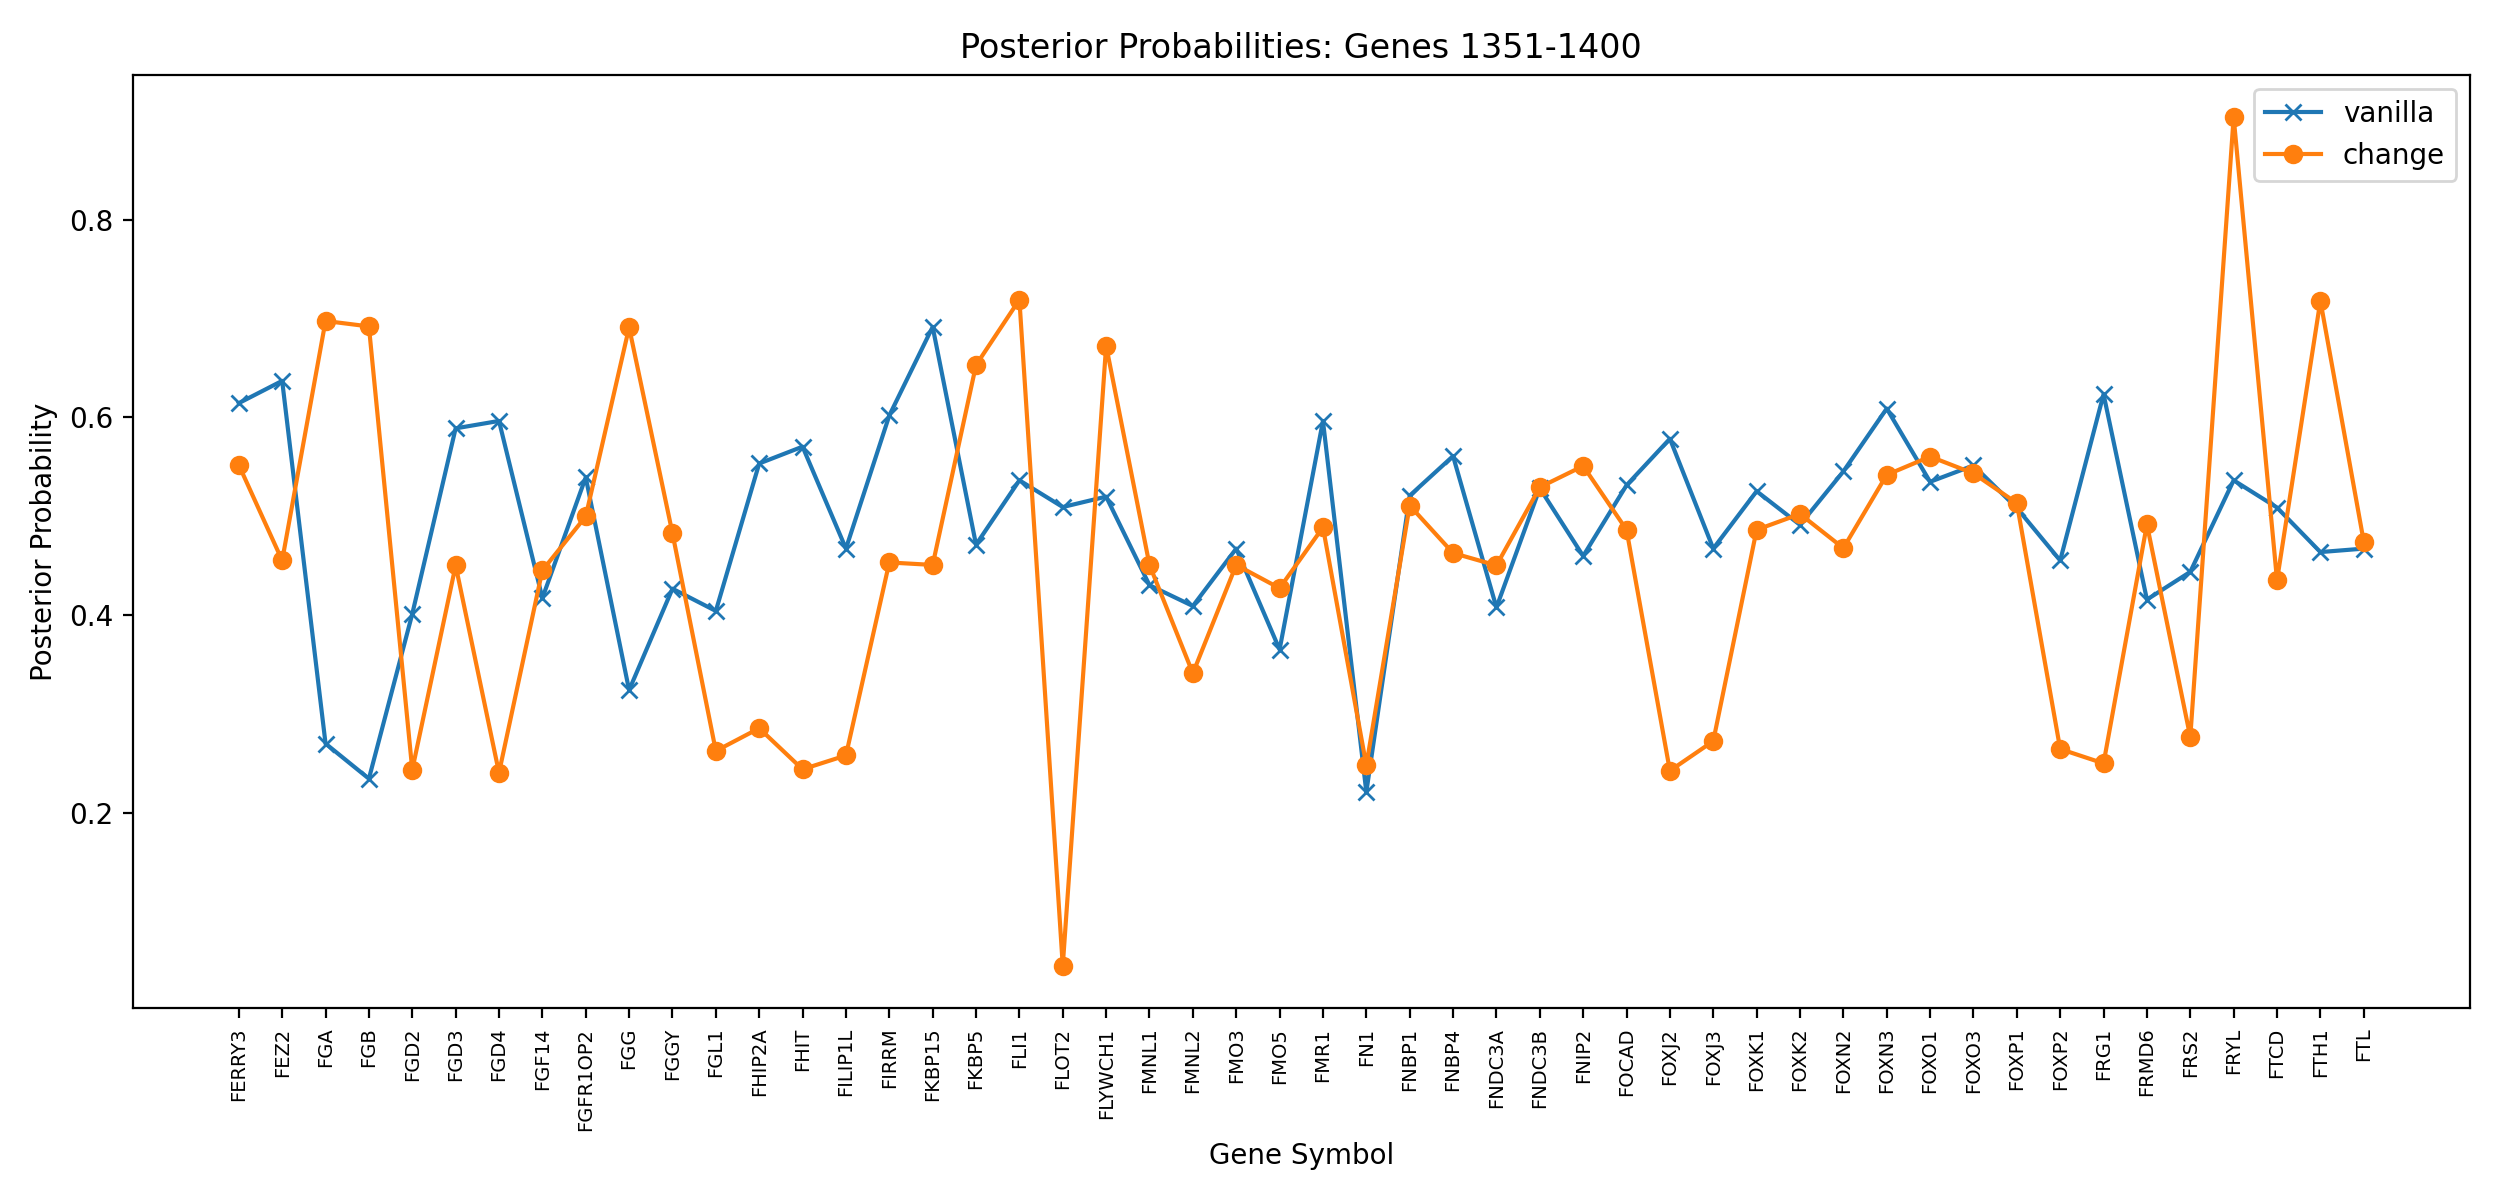 Posterior Probabilities: Genes 1351-1400
vanilla
change
Posterior Probability
0.8
0.6
0.4
0.2
FERRY3
FEZ2
FGA
FGB
FGD2
FGD3
FGD4
FGF14
FGFR1OP2
FGG
FGGY
FGL1
FHIP2A
FHIT
FILIP1L
FIRRM
FKBP15
FKBP5
FLI1
FLOT2
FLYWCH1
FMNL1
FMNL2
FMO3
FMO5
FMR1
FN1
FNBP1
FNBP4
FNDC3A
FNDC3B
FNIP2
FOCAD
FOXJ2
FOXJ3
FOXK1
FOXK2
FOXN2
FOXN3
FOXO1
FOXO3
FOXP1
FOXP2
FRG1
FRMD6
FRS2
FRYL
FTCD
FTH1
FTL
Gene Symbol